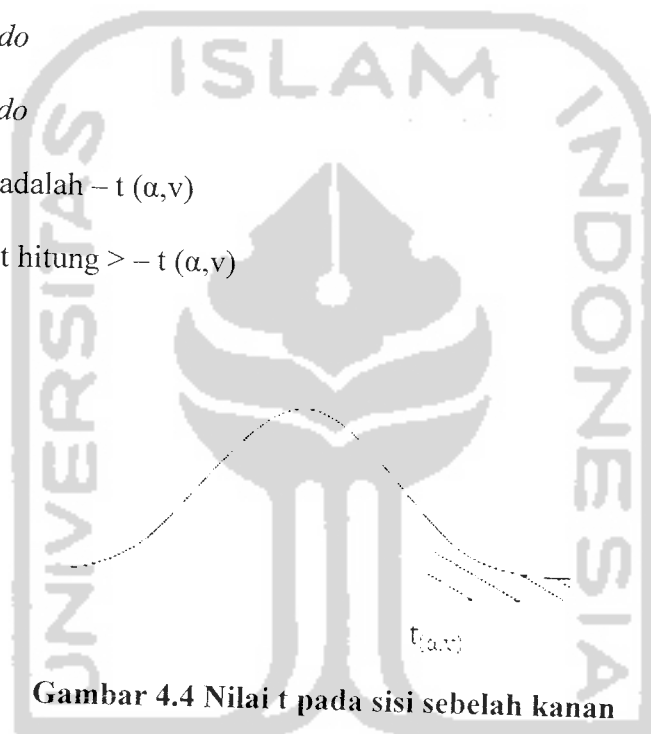 do
do
adalah – t (α,v)
t hitung > – t (α,v)
t(α,v)
Gambar 4.4 Nilai t pada sisi sebelah kanan
UNIVERSITAS
ISLAM
INDONESIA